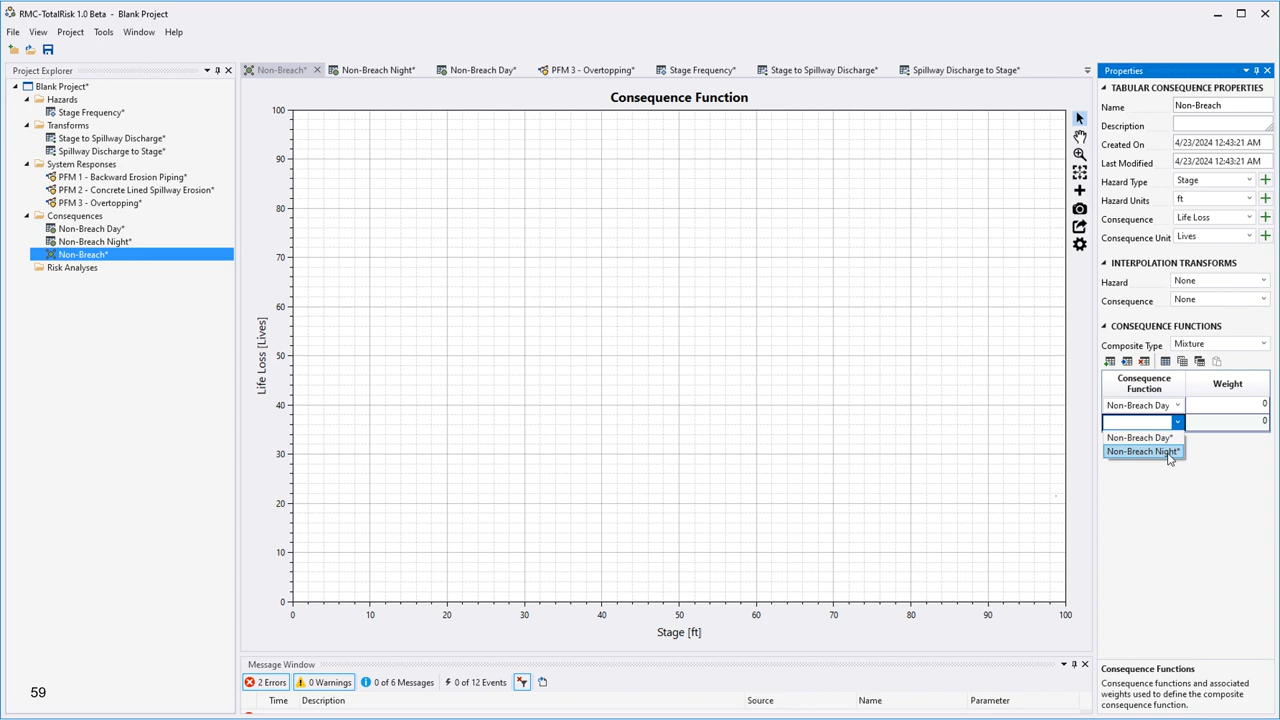 RMC-TotalRisk 1.0 Beta - Blank Project
File View Project Tools Window Help
Project Explorer
Blank Project*
Hazards
Stage Frequency*
Transforms
Stage to Spillway Discharge*
Spillway Discharge to Stage*
System Responses
PFM 1 - Backward Erosion Piping*
PFM 2 - Concrete Lined Spillway Erosion*
PFM 3 - Overtopping*
Consequences
Non-Breach Day*
Non-Breach Night*
Non-Breach*
Risk Analyses
59
Non-Breach* Non-Breach Night* Non-Breach Day* PFM 3 - Overtopping* Stage Frequency* Stage to Spillway Discharge* Spillway Discharge to Stage*
Consequence Function
100
90
80
70
60
50
40
30
20
10
0
Life Loss [Lives]
0 10 20 30 40 50 60 70 80 90 100
Stage [ft]
Message Window
2 Errors 0 Warnings 0 of 6 Messages 0 of 12 Events
Time Description Source Name Parameter
Properties
TABULAR CONSEQUENCE PROPERTIES
Name Non-Breach
Description
Created On 4/23/2024 12:43:21 AM
Last Modified 4/23/2024 12:43:21 AM
Hazard Type Stage
Hazard Units ft
Consequence Life Loss
Consequence Unit Lives
INTERPOLATION TRANSFORMS
Hazard None
Consequence None
CONSEQUENCE FUNCTIONS
Composite Type Mixture
Consequence Function Weight
Non-Breach Day 0
0
Non-Breach Day*
Non-Breach Night*
Consequence Functions
Consequence functions and associated
weights used to define the composite
consequence function.